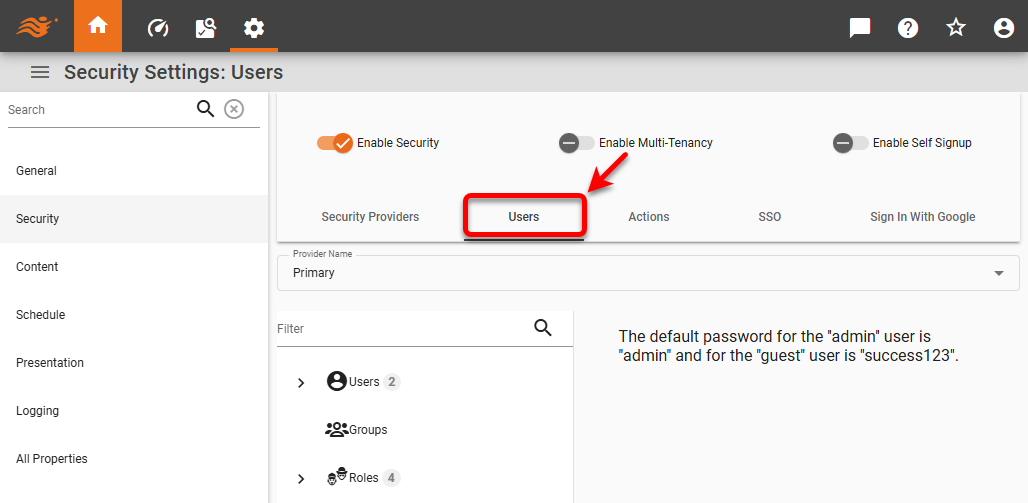 Security Settings: Users
Search
General
Security
Content
Schedule
Presentation
Logging
All Properties
Enable Security
Enable Multi-Tenancy
Enable Self Signup
Security Providers
Users
Actions
SSO
Sign In With Google
Provider Name
Primary
Filter
Users 2
Groups
Roles 4
The default password for the "admin" user is
"admin" and for the "guest" user is "success123".